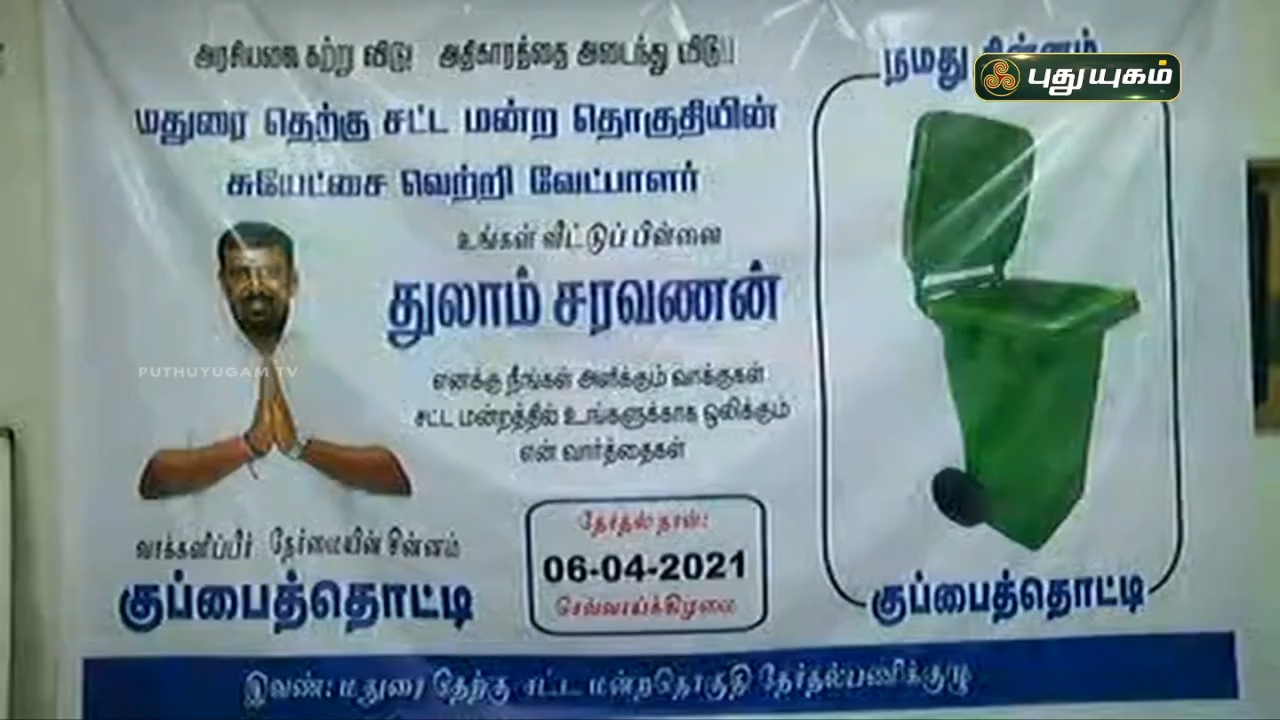 அரசியலை கற்று விடு! அதிகாரத்தை அடைந்து விடு!!
மதுரை தெற்கு சட்ட மன்ற தொகுதியின்
சுயேட்சை வெற்றி வேட்பாளர்
உங்கள் வீட்டுப் பிள்ளை
துலாம் சரவணன்
எனக்கு நீங்கள் அளிக்கும் வாக்குகள்
சட்ட மன்றத்தில் உங்களுக்காக ஒலிக்கும்
என் வார்த்தைகள்
வாக்களிப்பீர் நேர்மையின் சின்னம்
குப்பைத்தொட்டி
தேர்தல் நாள்:
06-04-2021
செவ்வாய்க்கிழமை
நமது சின்னம்
புதுயுகம்
குப்பைத்தொட்டி
PUTHUYUGAM TV
இவண்: மதுரை தெற்கு சட்ட மன்றதொகுதி தேர்தல்பணிக்குழு